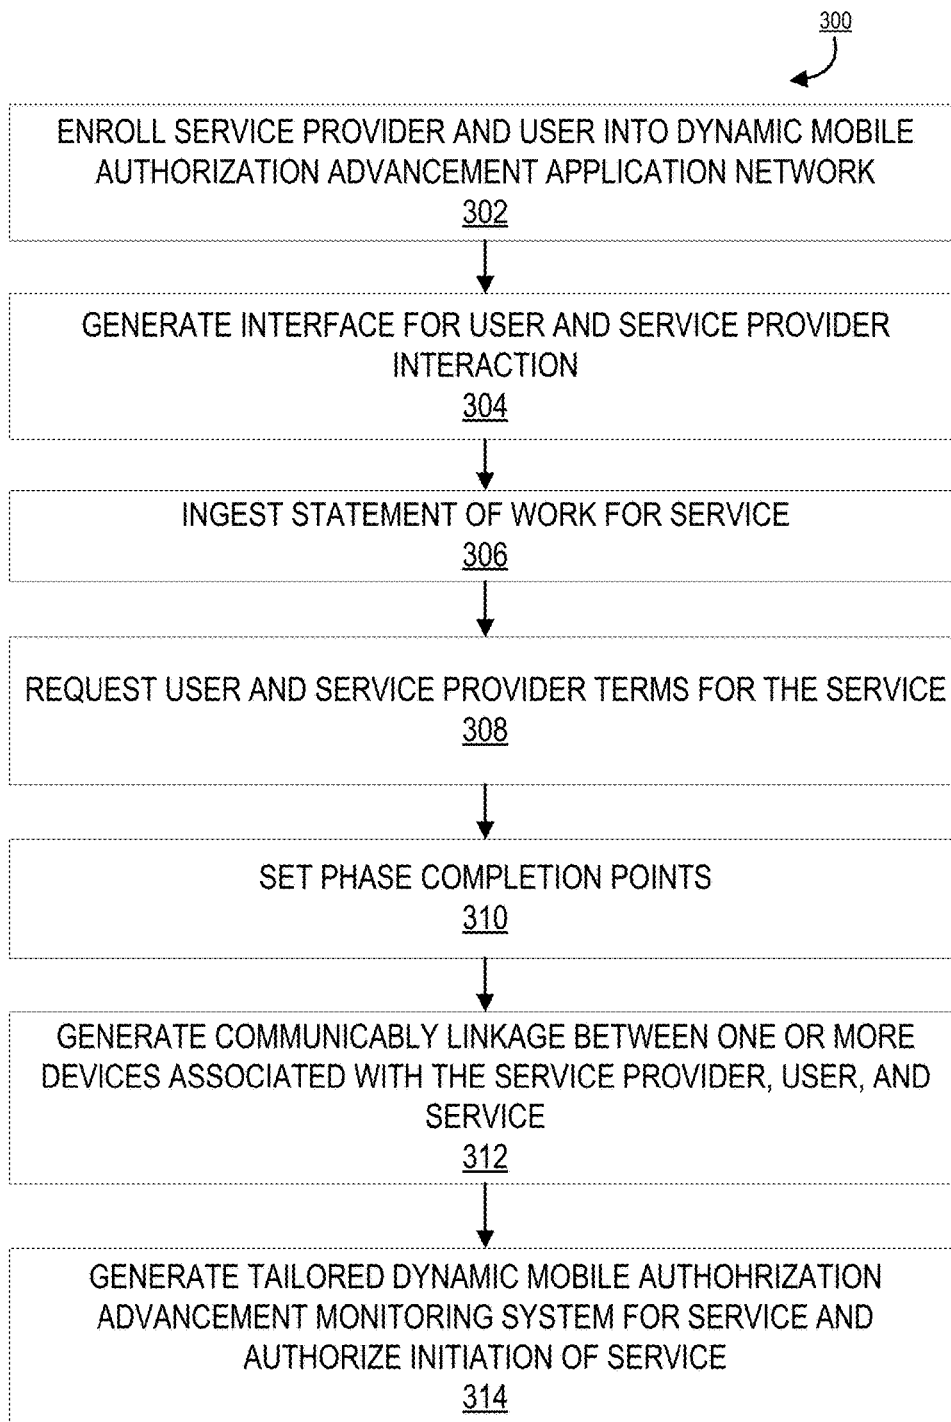 300
ENROLL SERVICE PROVIDER AND USER INTO DYNAMIC MOBILE
AUTHORIZATION ADVANCEMENT APPLICATION NETWORK
302
GENERATE INTERFACE FOR USER AND SERVICE PROVIDER
INTERACTION
304
INGEST STATEMENT OF WORK FOR SERVICE
306
REQUEST USER AND SERVICE PROVIDER TERMS FOR THE SERVICE
308
SET PHASE COMPLETION POINTS
310
GENERATE COMMUNICABLY LINKAGE BETWEEN ONE OR MORE
DEVICES ASSOCIATED WITH THE SERVICE PROVIDER, USER, AND
SERVICE
312
GENERATE TAILORED DYNAMIC MOBILE AUTHOHRIZATION
ADVANCEMENT MONITORING SYSTEM FOR SERVICE AND
AUTHORIZE INITIATION OF SERVICE
314